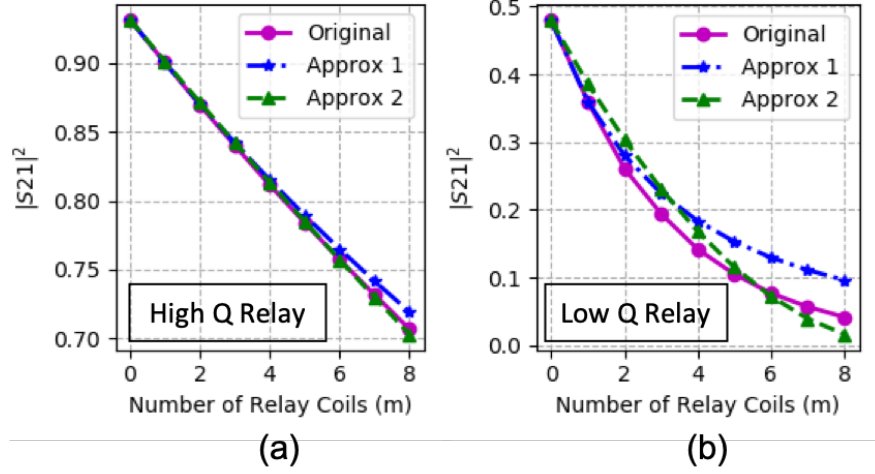 |S21|²
0.90
0.85
0.80
0.75
0.70
Original
Approx 1
Approx 2
High Q Relay
0 2 4 6 8
Number of Relay Coils (m)
(a)
|S21|²
0.5
0.4
0.3
0.2
0.1
0.0
Original
Approx 1
Approx 2
Low Q Relay
0 2 4 6 8
Number of Relay Coils (m)
(b)